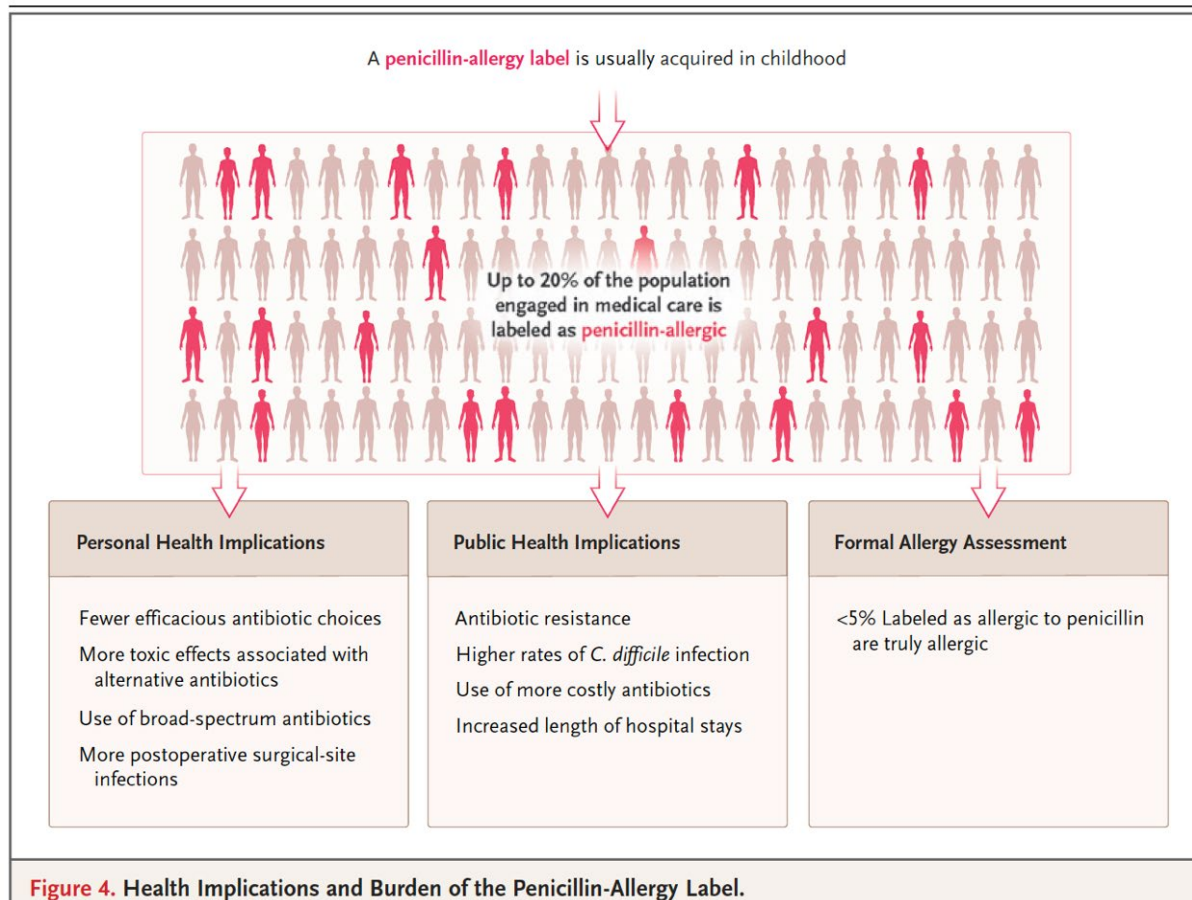 A penicillin-allergy label is usually acquired in childhood
Up to 20% of the population
engaged in medical care is
labeled as penicillin-allergic
Personal Health Implications
Fewer efficacious antibiotic choices
More toxic effects associated with
alternative antibiotics
Use of broad-spectrum antibiotics
More postoperative surgical-site
infections
Public Health Implications
Antibiotic resistance
Higher rates of C. difficile infection
Use of more costly antibiotics
Increased length of hospital stays
Formal Allergy Assessment
<5% Labeled as allergic to penicillin
are truly allergic
Figure 4. Health Implications and Burden of the Penicillin-Allergy Label.